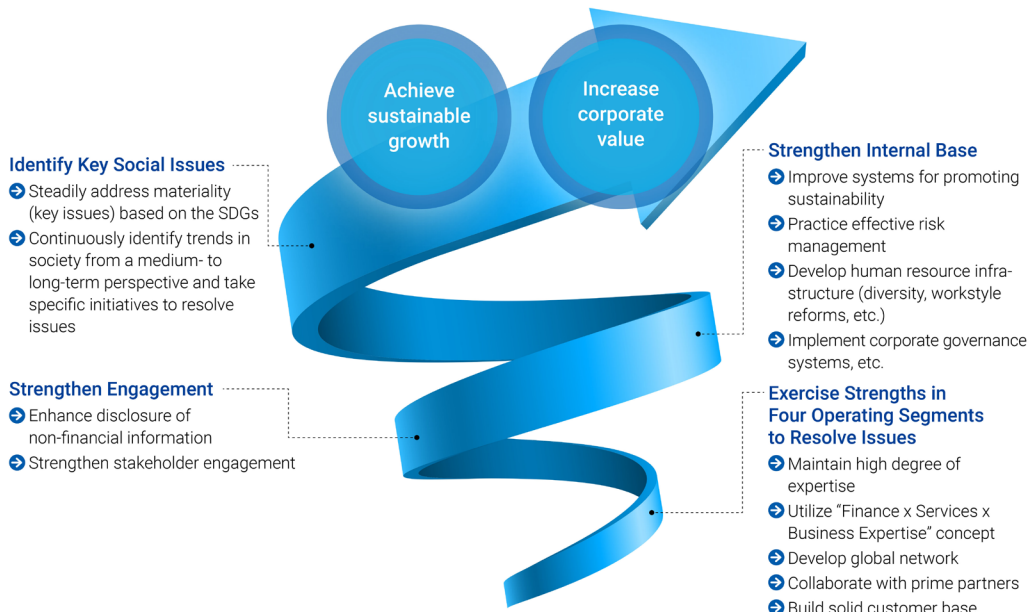 Achieve
sustainable
growth
Increase
corporate
value
Identify Key Social Issues
Steadily address materiality
(key issues) based on the SDGs
Continuously identify trends in
society from a medium- to
long-term perspective and take
specific initiatives to resolve
issues
Strengthen Engagement
Enhance disclosure of
non-financial information
Strengthen stakeholder engagement
Strengthen Internal Base
Improve systems for promoting
sustainability
Practice effective risk
management
Develop human resource infra-
structure (diversity, workstyle
reforms, etc.)
Implement corporate governance
systems, etc.
Exercise Strengths in
Four Operating Segments
to Resolve Issues
Maintain high degree of
expertise
Utilize “Finance x Services x
Business Expertise” concept
Develop global network
Collaborate with prime partners
Build solid customer base